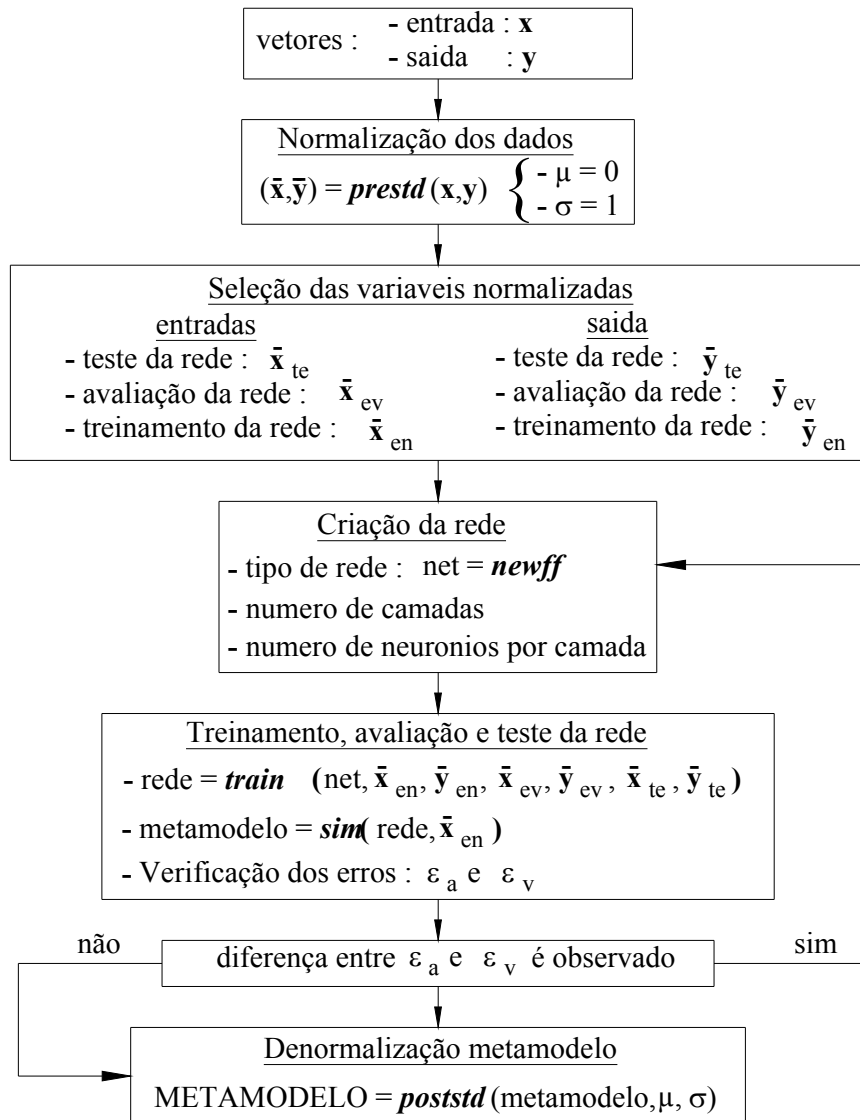 vetores : - entrada : x
- saida : y
Normalização dos dados
(x̄,ȳ) = prestd (x,y) { - μ = 0
- σ = 1
Seleção das variaveis normalizadas
entradas
- teste da rede : x̄ te
- avaliação da rede : x̄ ev
- treinamento da rede : x̄ en
saida
- teste da rede : ȳ te
- avaliação da rede : ȳ ev
- treinamento da rede : ȳ en
Criação da rede
- tipo de rede : net = newff
- numero de camadas
- numero de neuronios por camada
Treinamento, avaliação e teste da rede
- rede = train (net, x̄ en, ȳ en, x̄ ev, ȳ ev, x̄ te, ȳ te)
- metamodelo = sim( rede, x̄ en )
- Verificação dos erros : ε a e ε v
não
diferença entre ε a e ε v é observado
sim
Denormalização metamodelo
METAMODELO = poststd (metamodelo,μ, σ)